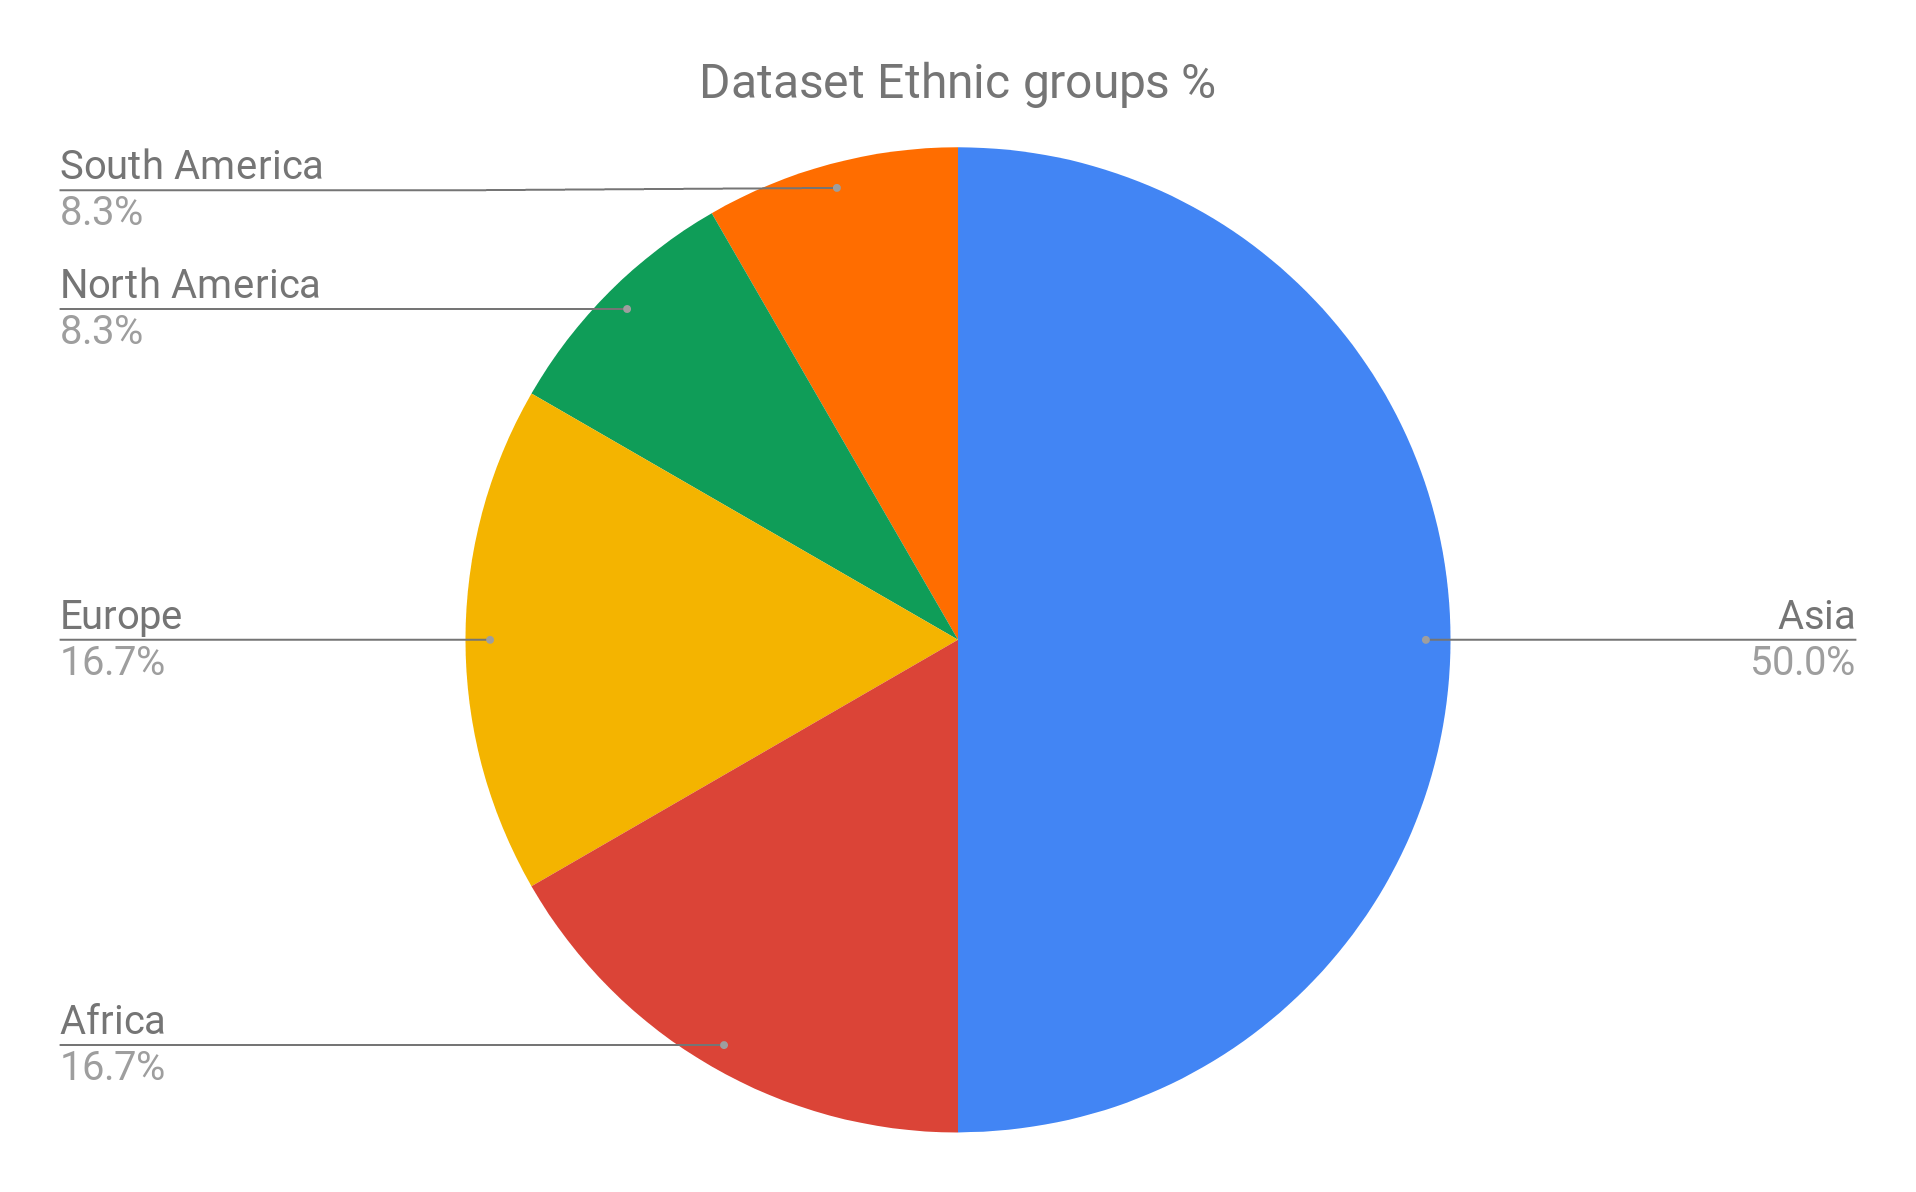 Dataset Ethnic groups %
South America
8.3%
North America
8.3%
Europe
16.7%
Africa
16.7%
Asia
50.0%